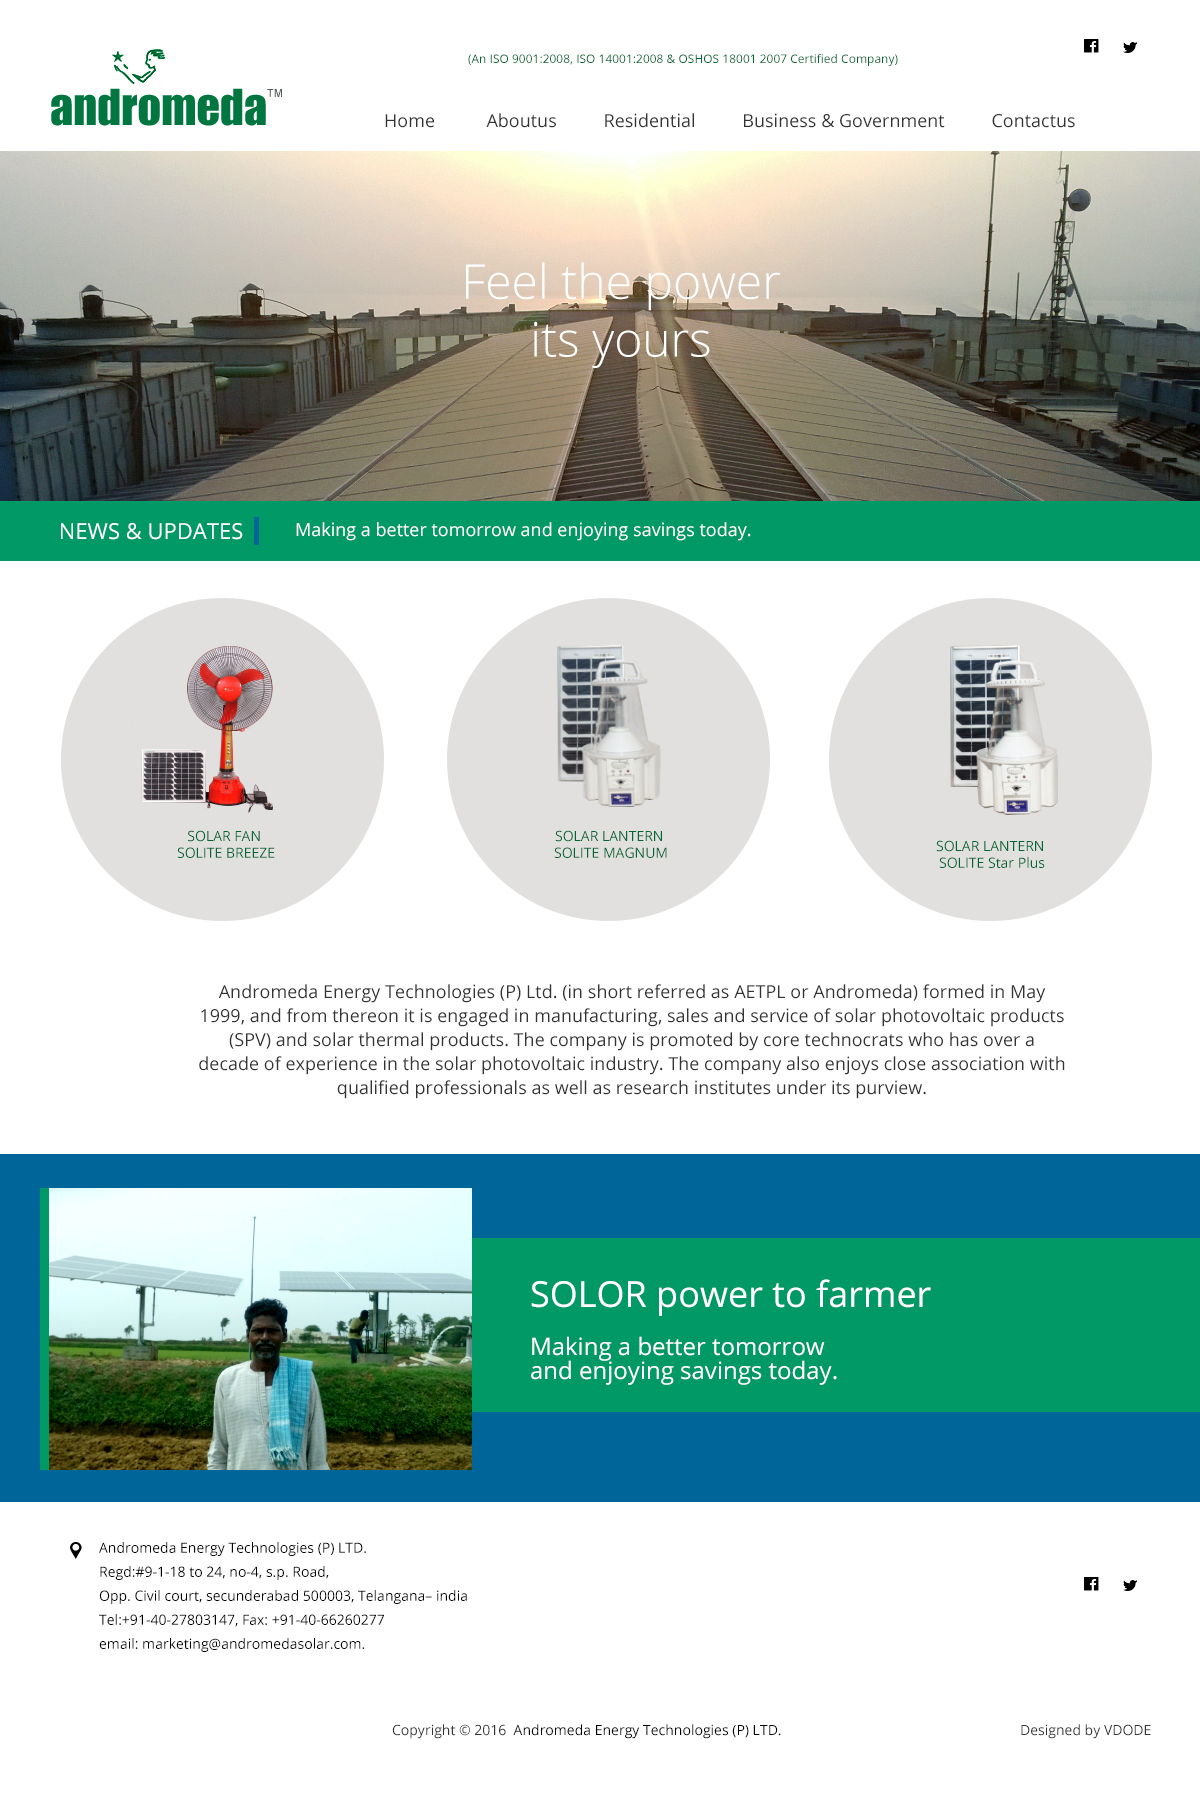 (An ISO 9001:2008, ISO 14001:2008 & OSHOS 18001 2007 Certified Company)
andromeda™
Home Aboutus Residential Business & Government Contactus
Feel the power
its yours
NEWS & UPDATES Making a better tomorrow and enjoying savings today.
SOLAR FAN
SOLITE BREEZE
SOLAR LANTERN
SOLITE MAGNUM
SOLAR LANTERN
SOLITE Star Plus
Andromeda Energy Technologies (P) Ltd. (in short referred as AETPL or Andromeda) formed in May
1999, and from thereon it is engaged in manufacturing, sales and service of solar photovoltaic products
(SPV) and solar thermal products. The company is promoted by core technocrats who has over a
decade of experience in the solar photovoltaic industry. The company also enjoys close association with
qualified professionals as well as research institutes under its purview.
SOLOR power to farmer
Making a better tomorrow
and enjoying savings today.
Andromeda Energy Technologies (P) LTD.
Regd:#9-1-18 to 24, no-4, s.p. Road,
Opp. Civil court, secunderabad 500003, Telangana– india
Tel:+91-40-27803147, Fax: +91-40-66260277
email: marketing@andromedasolar.com.
Copyright © 2016 Andromeda Energy Technologies (P) LTD.
Designed by VDODE